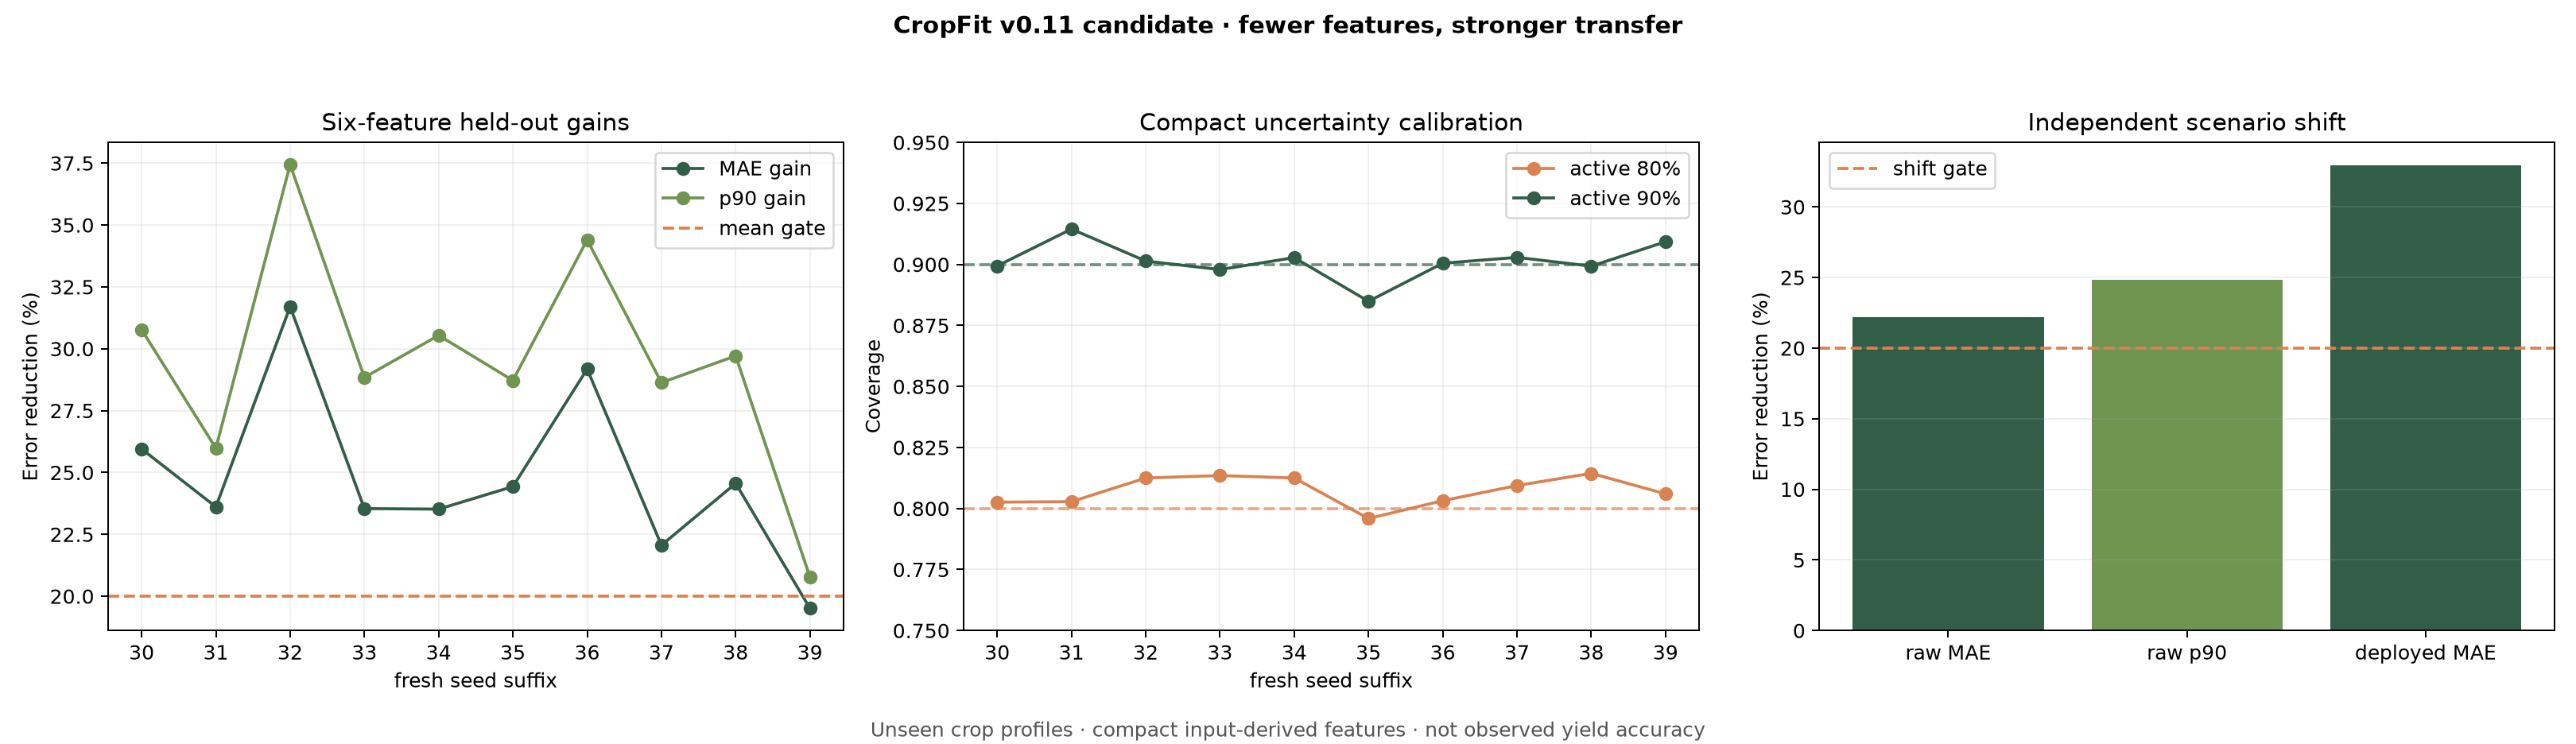 CropFit v0.11 candidate · fewer features, stronger transfer
Six-feature held-out gains
Error reduction (%)
37.5
35.0
32.5
30.0
27.5
25.0
22.5
20.0
MAE gain
p90 gain
mean gate
30 31 32 33 34 35 36 37 38 39
fresh seed suffix
Compact uncertainty calibration
Coverage
0.950
0.925
0.900
0.875
0.850
0.825
0.800
0.775
0.750
active 80%
active 90%
30 31 32 33 34 35 36 37 38 39
fresh seed suffix
Independent scenario shift
Error reduction (%)
30
25
20
15
10
5
0
shift gate
raw MAE raw p90 deployed MAE
Unseen crop profiles · compact input-derived features · not observed yield accuracy